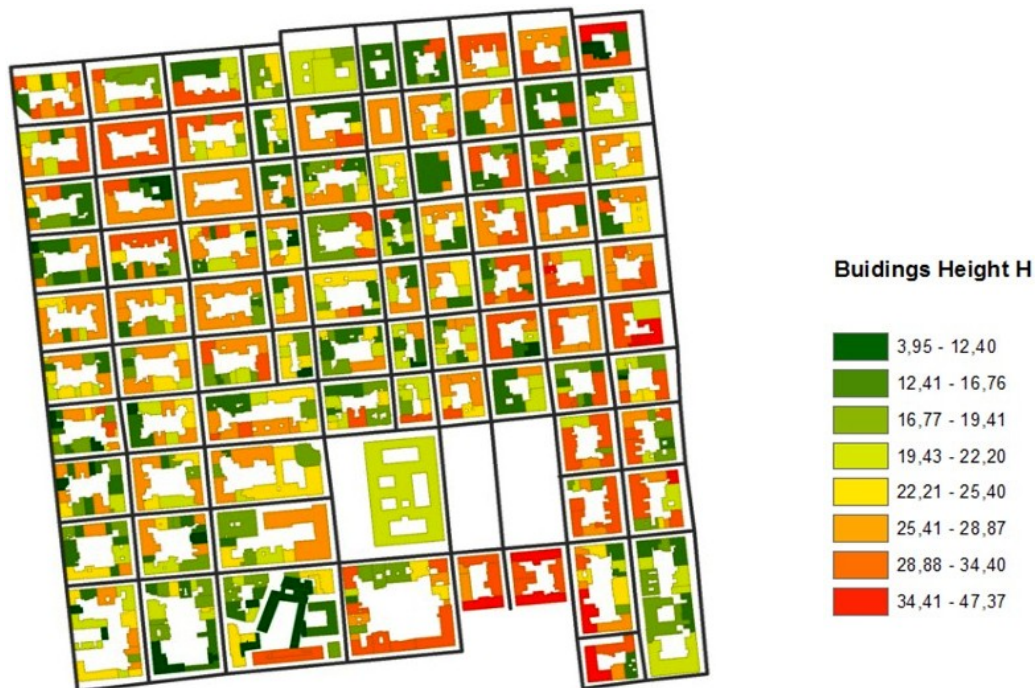 Buidings Height H
3,95 - 12,40
12,41 - 16,76
16,77 - 19,41
19,43 - 22,20
22,21 - 25,40
25,41 - 28,87
28,88 - 34,40
34,41 - 47,37